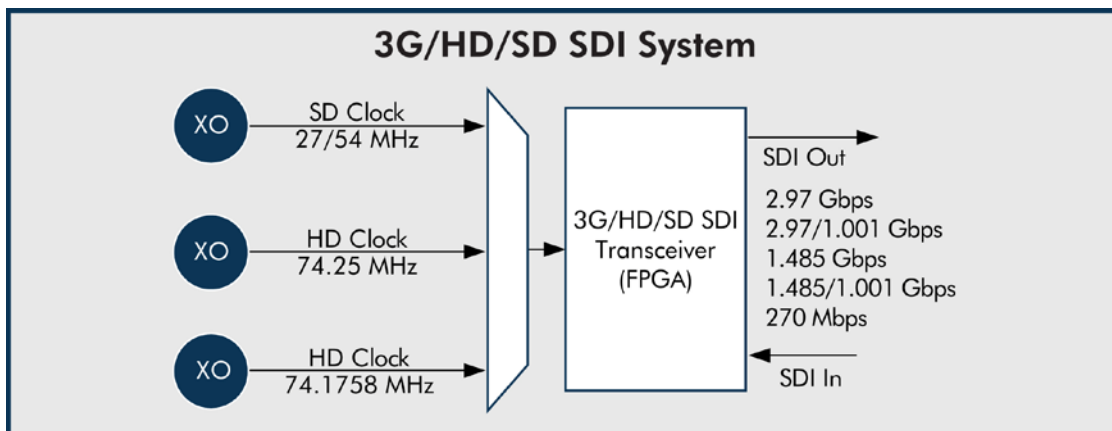 3G/HD/SD SDI System
XO
SD Clock
27/54 MHz
XO
HD Clock
74.25 MHz
XO
HD Clock
74.1758 MHz
3G/HD/SD SDI
Transceiver
(FPGA)
SDI Out
2.97 Gbps
2.97/1.001 Gbps
1.485 Gbps
1.485/1.001 Gbps
270 Mbps
SDI In